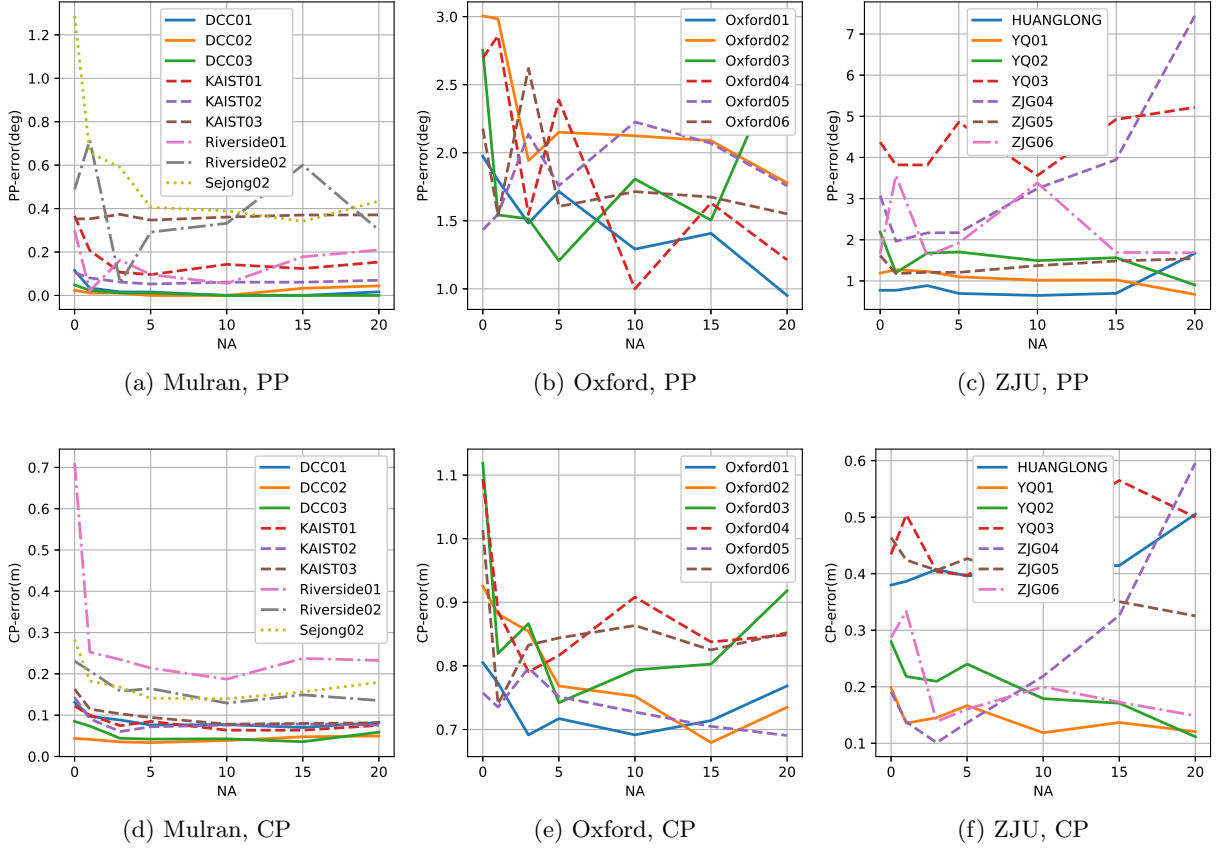 DCC01
DCC02
DCC03
KAIST01
KAIST02
KAIST03
Riverside01
Riverside02
Sejong02
PP-error(deg)
1.2
1.0
0.8
0.6
0.4
0.2
0.0
0 5 10 15 20
NA
(a) Mulran, PP
Oxford01
Oxford02
Oxford03
Oxford04
Oxford05
Oxford06
PP-error(deg)
3.0
2.5
2.0
1.5
1.0
0 5 10 15 20
NA
(b) Oxford, PP
HUANGLONG
YQ01
YQ02
YQ03
ZJG04
ZJG05
ZJG06
PP-error(deg)
7
6
5
4
3
2
1
0 5 10 15 20
NA
(c) ZJU, PP
DCC01
DCC02
DCC03
KAIST01
KAIST02
KAIST03
Riverside01
Riverside02
Sejong02
CP-error(m)
0.7
0.6
0.5
0.4
0.3
0.2
0.1
0.0
0 5 10 15 20
NA
(d) Mulran, CP
Oxford01
Oxford02
Oxford03
Oxford04
Oxford05
Oxford06
CP-error(m)
1.1
1.0
0.9
0.8
0.7
0 5 10 15 20
NA
(e) Oxford, CP
HUANGLONG
YQ01
YQ02
YQ03
ZJG04
ZJG05
ZJG06
CP-error(m)
0.6
0.5
0.4
0.3
0.2
0.1
0 5 10 15 20
NA
(f) ZJU, CP